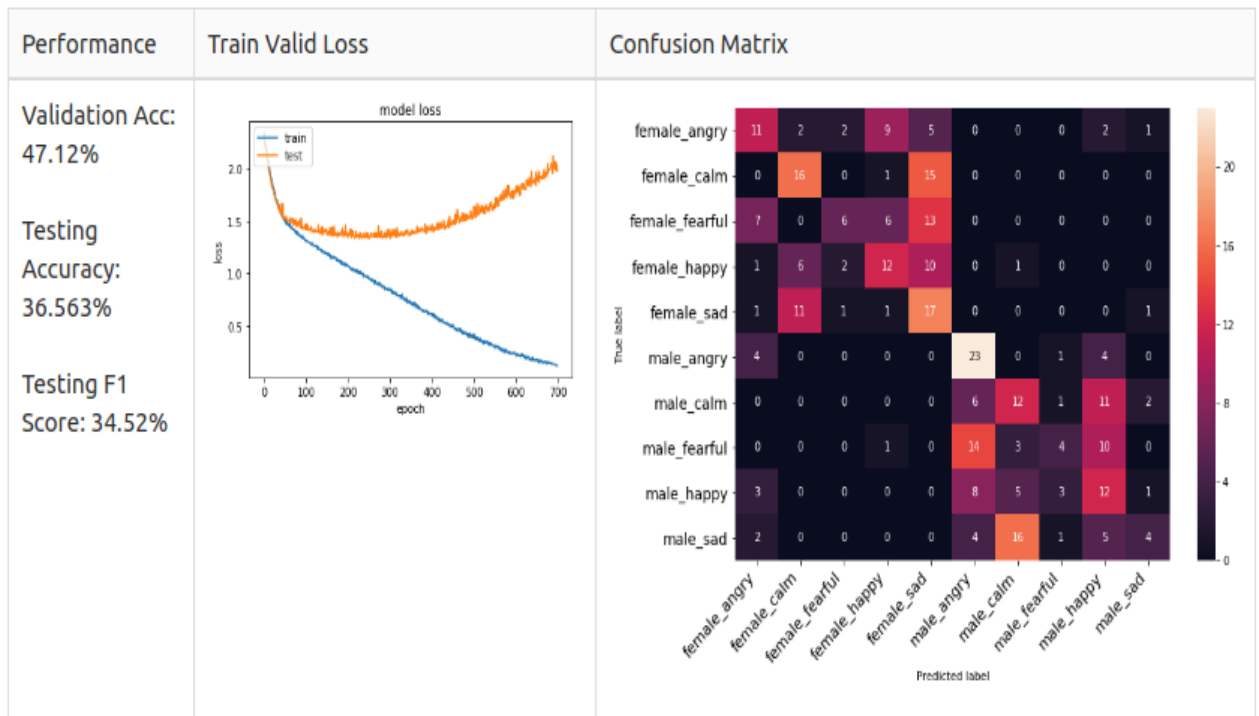 Performance
Train Valid Loss
Confusion Matrix
Validation Acc:
47.12%
Testing
Accuracy:
36.563%
Testing F1
Score: 34.52%
model loss
train
test
2.0
1.5
1.0
0.5
loss
0 100 200 300 400 500 600 700
epoch
female_angry 11 2 2 9 5 0 0 0 2 1
female_calm 0 16 0 1 15 0 0 0 0 0
female_fearful 7 0 6 6 13 0 0 0 0 0
female_happy 1 6 2 12 10 0 1 0 0 0
female_sad 1 11 1 1 17 0 0 0 0 1
male_angry 4 0 0 0 0 23 0 1 4 0
male_calm 0 0 0 0 0 6 12 1 11 2
male_fearful 0 0 0 1 0 14 3 4 10 0
male_happy 3 0 0 0 0 8 5 3 12 1
male_sad 2 0 0 0 0 4 16 1 5 4
True label
female_angry
female_calm
female_fearful
female_happy
female_sad
male_angry
male_calm
male_fearful
male_happy
male_sad
Predicted label
20
16
12
8
4
0